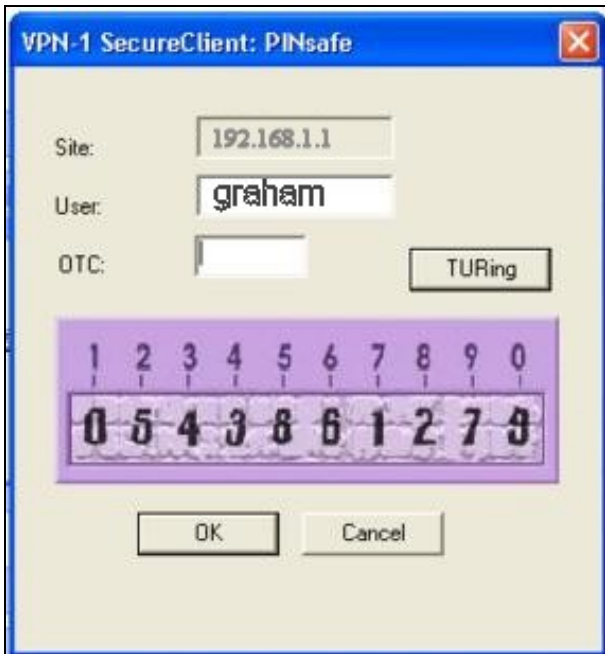 VPN-1 SecureClient: PINsafe
Site: 192.168.1.1
User: graham
OTC:
TURing
1 2 3 4 5 6 7 8 9 0
0 5 4 3 8 6 1 2 7 9
OK Cancel